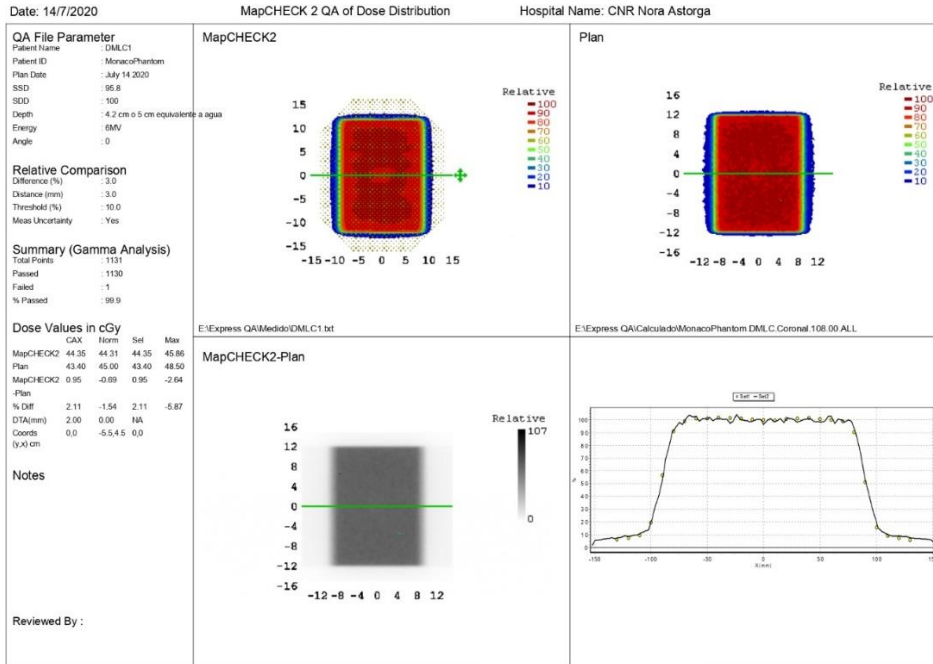 Date: 14/7/2020 MapCHECK 2 QA of Dose Distribution Hospital Name: CNR Nora Astorga
QA File Parameter
Patient Name : DMLC1
Patient ID : MonacoPhantom
Plan Date : July 14 2020
SSD : 95.8
SDD : 100
Depth : 4.2 cm o 5 cm equivalente a agua
Energy : 6MV
Angle : 0
Relative Comparison
Difference (%) : 3.0
Distance (mm) : 3.0
Threshold (%) : 10.0
Meas Uncertainty : Yes
Summary (Gamma Analysis)
Total Points : 1131
Passed : 1130
Failed : 1
% Passed : 99.9
Dose Values in cGy
CAX Norm Sel Max
MapCHECK2 44.35 44.31 44.35 45.86
Plan 43.40 45.00 43.40 48.50
MapCHECK2 0.95 -0.69 0.95 -2.64
-Plan
% Diff 2.11 -1.54 2.11 -5.87
DTA(mm) 2.00 0.00 NA
Coords 0,0 -5.5,4.5 0,0
(y,x) cm
Notes
Reviewed By :
MapCHECK2
Relative
100
90
80
70
60
50
40
30
20
10
15
10
5
0
-5
-10
-15
-15 -10 -5 0 5 10 15
E:\Express QA\Medido\DMLC1.txt
Plan
Relative
100
90
80
70
60
50
40
30
20
10
16
12
8
4
0
-4
-8
-12
-16
-12 -8 -4 0 4 8 12
E:\Express QA\Calculado\MonacoPhantom.DMLC.Coronal.108.00.ALL
MapCHECK2-Plan
Relative
107
0
16
12
8
4
0
-4
-8
-12
-16
-12 -8 -4 0 4 8 12
Set1 Set2
100
90
80
70
60
50
40
30
20
10
0
%
-150 -100 -50 0 50 100 150
X(mm)